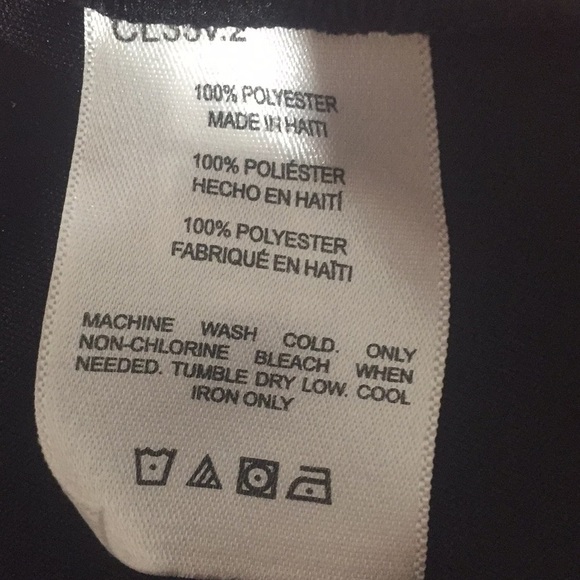 100% POLYESTER
MADE IN HAITI
100% POLIÉSTER
HECHO EN HAITÍ
100% POLYESTER
FABRIQUÉ EN HAÏTI
MACHINE WASH COLD. ONLY
NON-CHLORINE BLEACH WHEN
NEEDED. TUMBLE DRY LOW. COOL
IRON ONLY